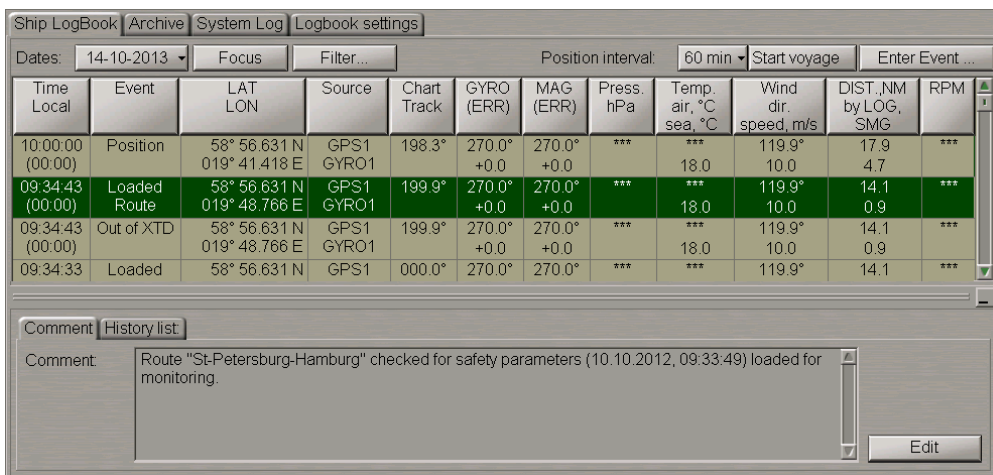 Ship LogBook Archive System Log Logbook settings
Dates: 14-10-2013 Focus Filter... Position interval: 60 min Start voyage Enter Event ...
Time Event LAT Source Chart GYRO MAG Press. Temp. Wind DIST.,NM RPM
Local LON Track (ERR) (ERR) hPa air, °C dir. by LOG,
sea, °C speed, m/s SMG
10:00:00 Position 58° 56.631 N GPS1 198.3° 270.0° 270.0° *** *** 119.9° 17.9 ***
(00:00) 019° 41.418 E GYRO1 +0.0 +0.0 18.0 10.0 4.7
09:34:43 Loaded 58° 56.631 N GPS1 199.9° 270.0° 270.0° *** *** 119.9° 14.1 ***
(00:00) Route 019° 48.766 E GYRO1 +0.0 +0.0 18.0 10.0 0.9
09:34:43 Out of XTD 58° 56.631 N GPS1 199.9° 270.0° 270.0° *** *** 119.9° 14.1 ***
(00:00) 019° 48.766 E GYRO1 +0.0 +0.0 18.0 10.0 0.9
09:34:33 Loaded 58° 56.631 N GPS1 000.0° 270.0° 270.0° *** *** 119.9° 14.1 ***
Comment History list:
Comment: Route "St-Petersburg-Hamburg" checked for safety parameters (10.10.2012, 09:33:49) loaded for
monitoring.
Edit